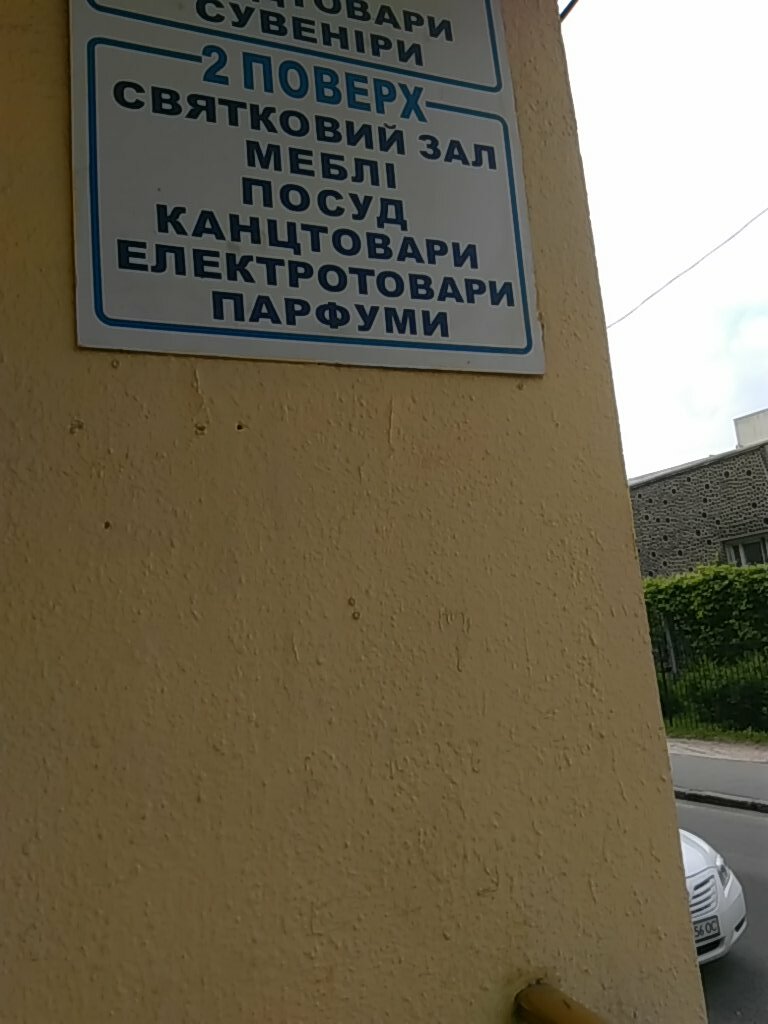 СУВЕНІРИ
2 ПОВЕРХ
СВЯТКОВИЙ ЗАЛ
МЕБЛІ
ПОСУД
КАНЦТОВАРИ
ЕЛЕКТРОТОВАРИ
ПАРФУМИ